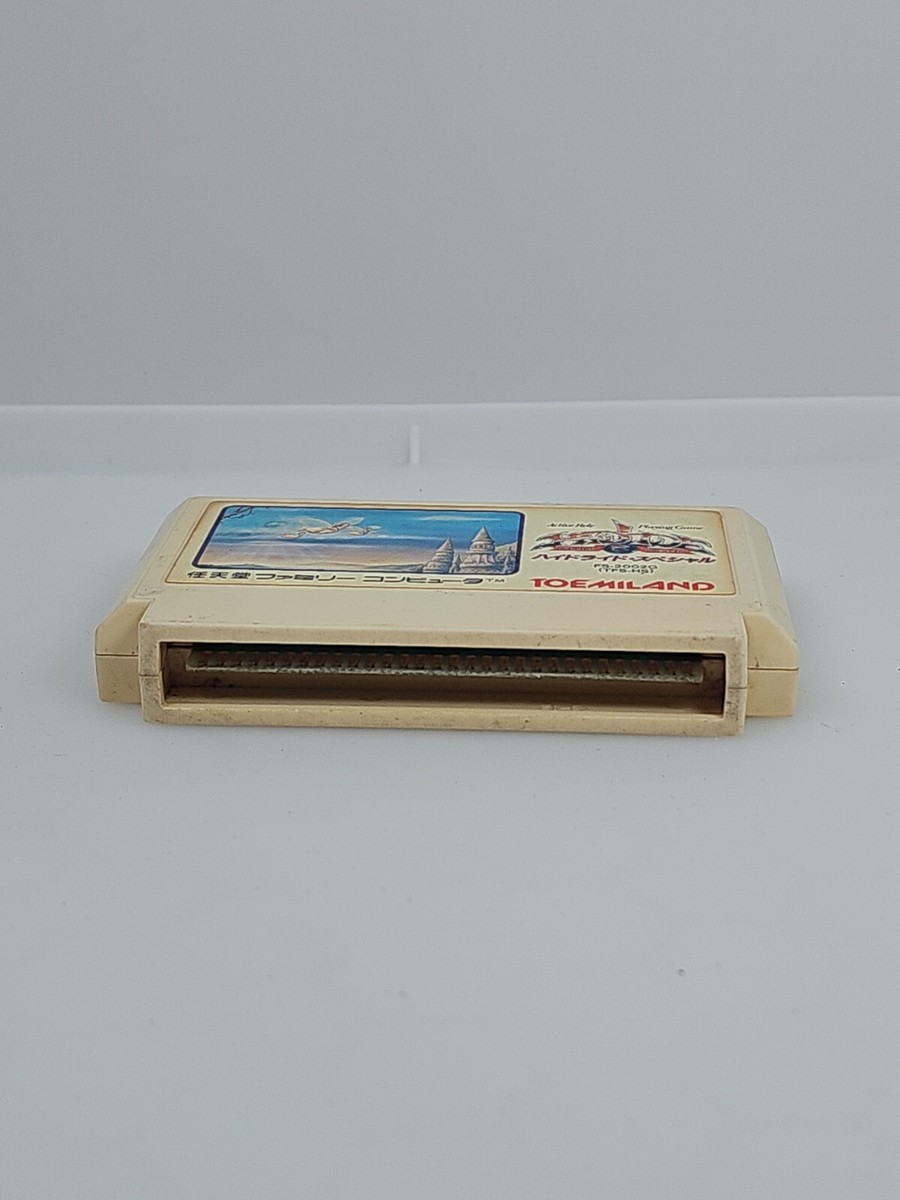 Active Role Playing Game
ハイドライド・スペシャル
FS-2002G
(TFS-HS)
任天堂 ファミリー コンピュータ™
TOEMILAND